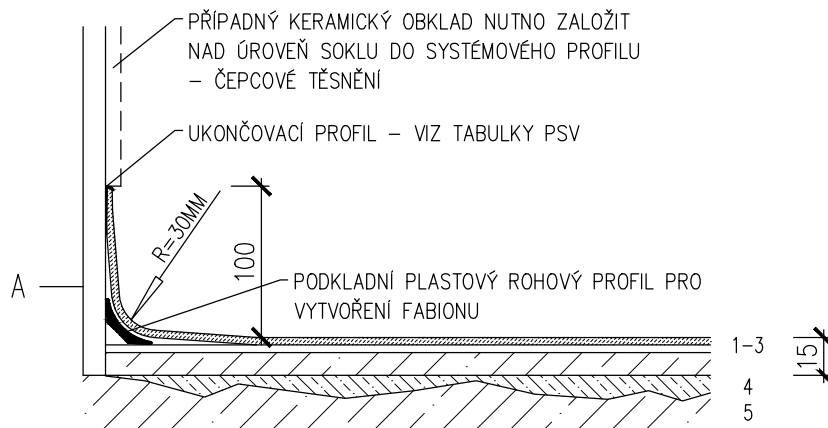 PŘÍPADNÝ KERAMICKÝ OBKLAD NUTNO ZALOŽIT
NAD ÚROVEŇ SOKLU DO SYSTÉMOVÉHO PROFILU
– ČEPCOVÉ TĚSNĚNÍ
UKONČOVACÍ PROFIL – VIZ TABULKY PSV
R=30MM
100
A
PODKLADNÍ PLASTOVÝ ROHOVÝ PROFIL PRO
VYTVOŘENÍ FABIONU
1-3
15
4
5